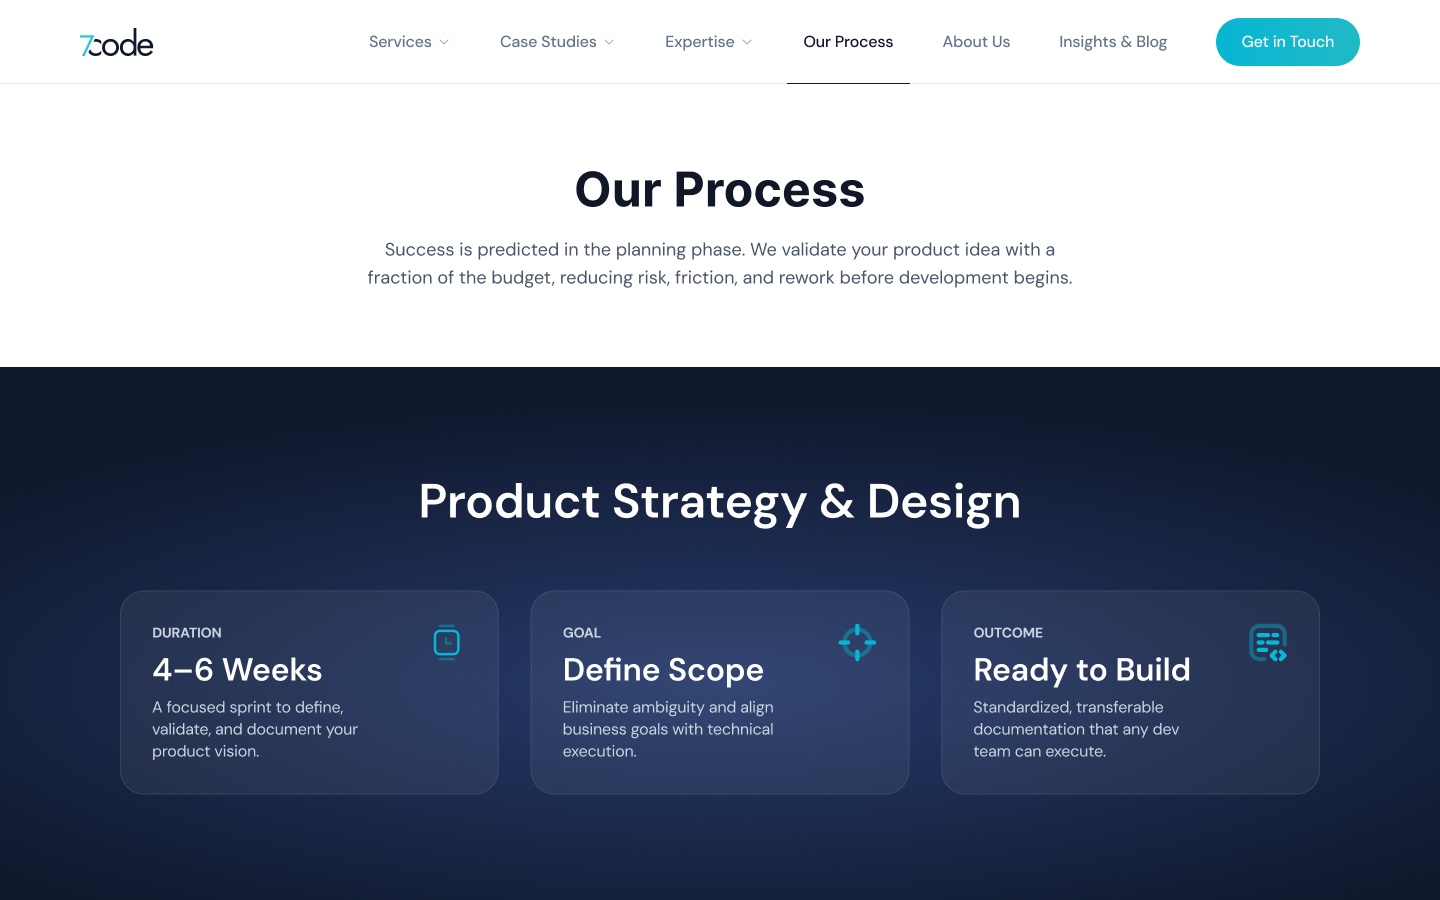 7code
Services
Case Studies
Expertise
Our Process
About Us
Insights & Blog
Get in Touch
Our Process
Success is predicted in the planning phase. We validate your product idea with a
fraction of the budget, reducing risk, friction, and rework before development begins.
Product Strategy & Design
DURATION
4–6 Weeks
A focused sprint to define,
validate, and document your
product vision.
GOAL
Define Scope
Eliminate ambiguity and align
business goals with technical
execution.
OUTCOME
Ready to Build
Standardized, transferable
documentation that any dev
team can execute.